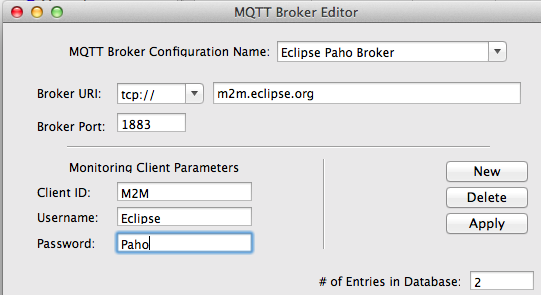 MQTT Broker Editor
MQTT Broker Configuration Name: Eclipse Paho Broker
Broker URI: tcp:// m2m.eclipse.org
Broker Port: 1883
Monitoring Client Parameters
New
Client ID: M2M
Delete
Username: Eclipse
Apply
Password: Paho
# of Entries in Database: 2